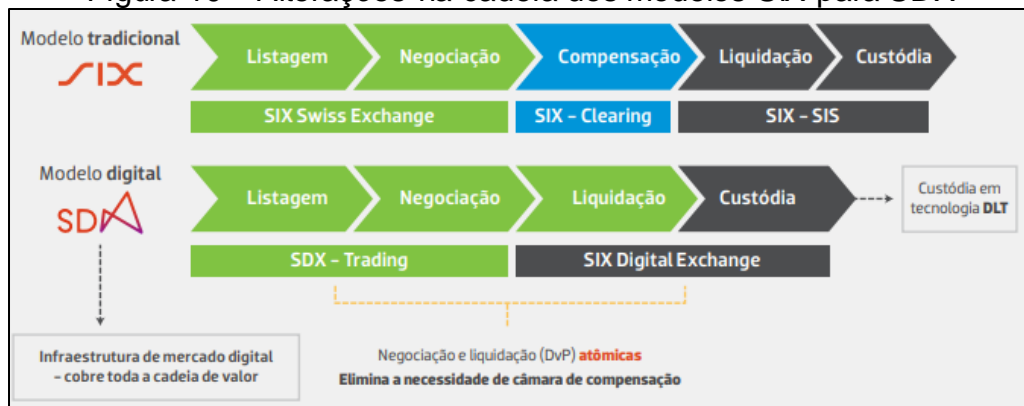 Modelo tradicional
SIX
Listagem
Negociação
Compensação
Liquidação
Custódia
SIX Swiss Exchange
SIX – Clearing
SIX – SIS
Modelo digital
SDX
Listagem
Negociação
Liquidação
Custódia
Custódia em
tecnologia DLT
SDX – Trading
SIX Digital Exchange
Infraestrutura de mercado digital
– cobre toda a cadeia de valor
Negociação e liquidação (DvP) atômicas
Elimina a necessidade de câmara de compensação